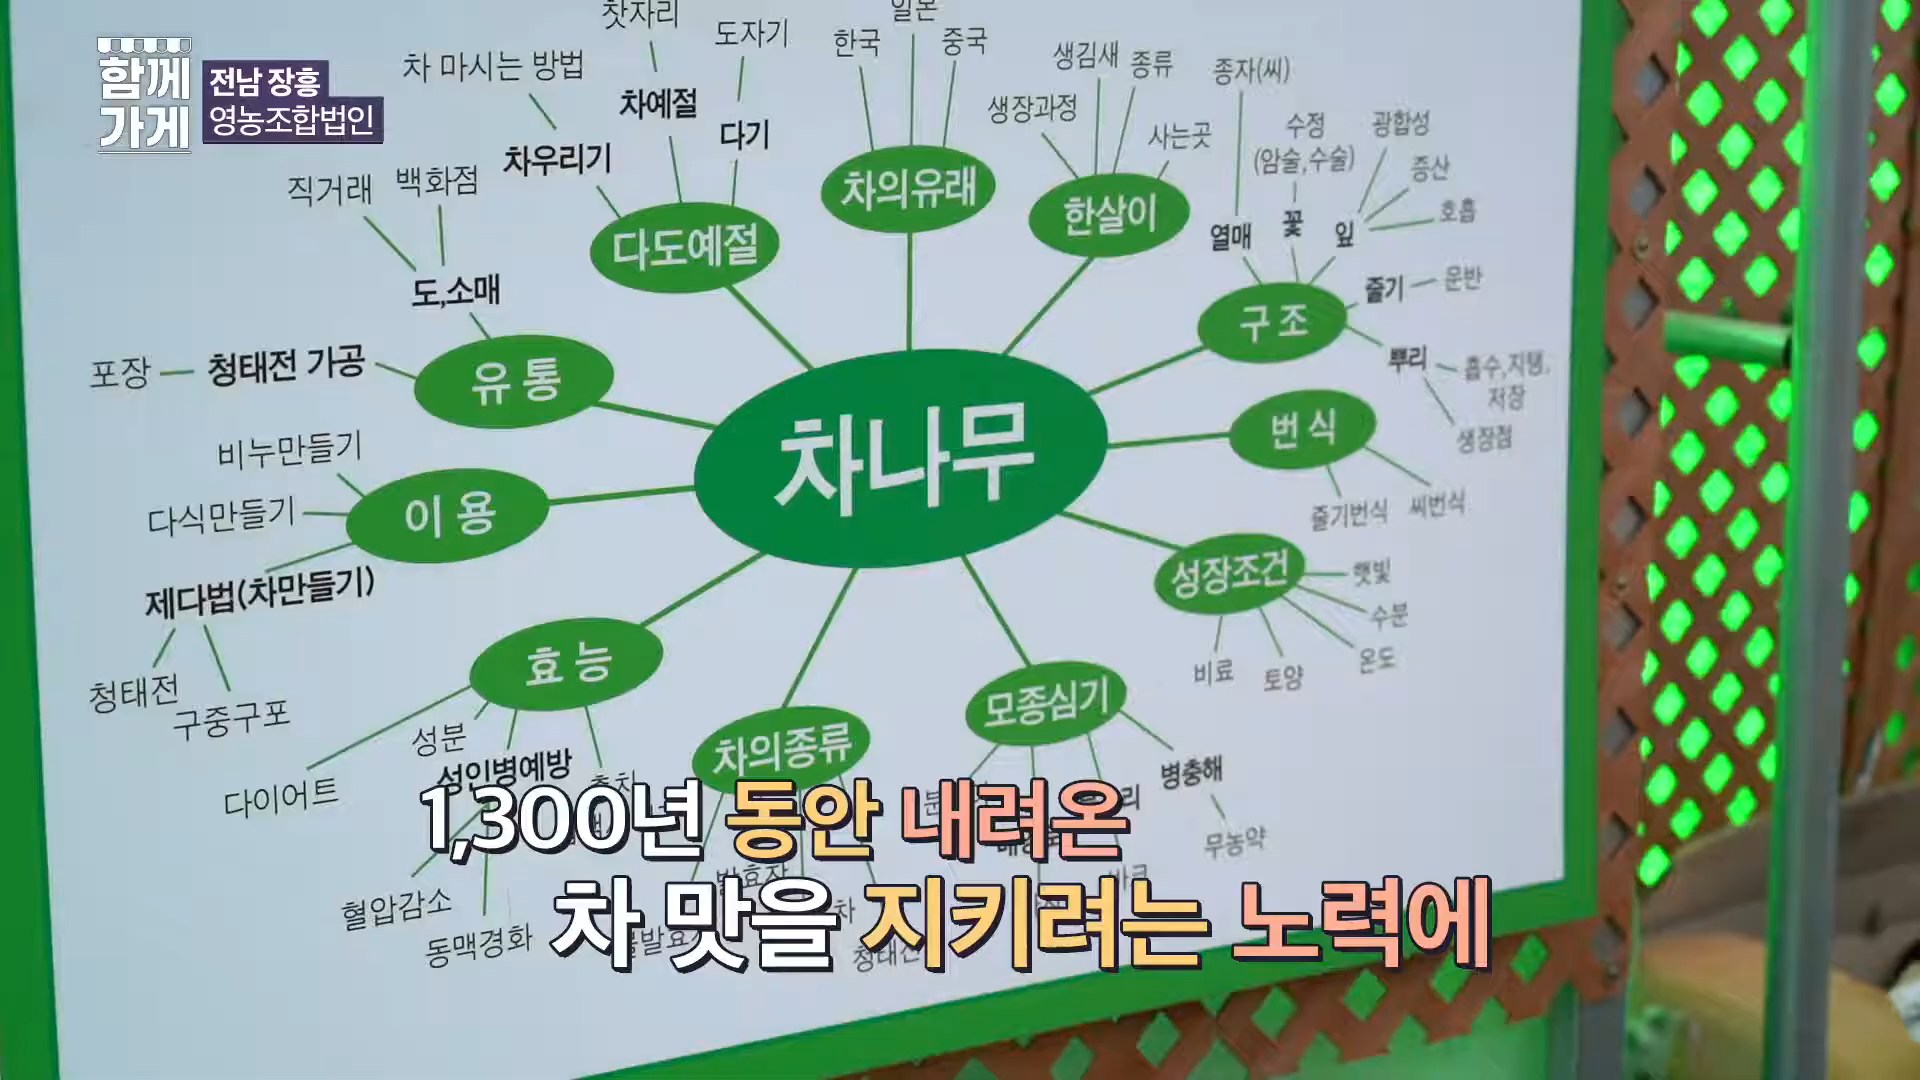 함께
가게
전남 장흥
영농조합법인
찻자리
도자기
차 마시는 방법
차예절
다기
차우리기
다도예절
한국
일본
중국
차의유래
생김새
종류
생장과정
사는곳
한살이
종자(씨)
수정
(암술,수술)
광합성
증산
호흡
열매
꽃
잎
줄기
운반
구조
뿌리
흡수,지탱,
저장
생장점
직거래
백화점
도,소매
포장
청태전 가공
유통
차나무
번식
줄기번식
씨번식
비누만들기
다식만들기
이용
제다법(차만들기)
청태전
구중구포
성장조건
햇빛
수분
온도
토양
비료
효능
다이어트
성분
성인병예방
혈압감소
동맥경화
차의종류
모종심기
병충해
무농약
청태전
1,300년 동안 내려온
차 맛을 지키려는 노력에